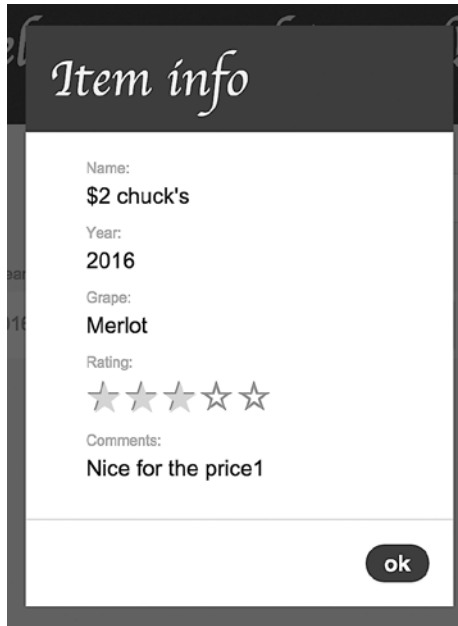 Item info
Name:
$2 chuck's
Year:
2016
Grape:
Merlot
Rating:
Comments:
Nice for the price1
ok